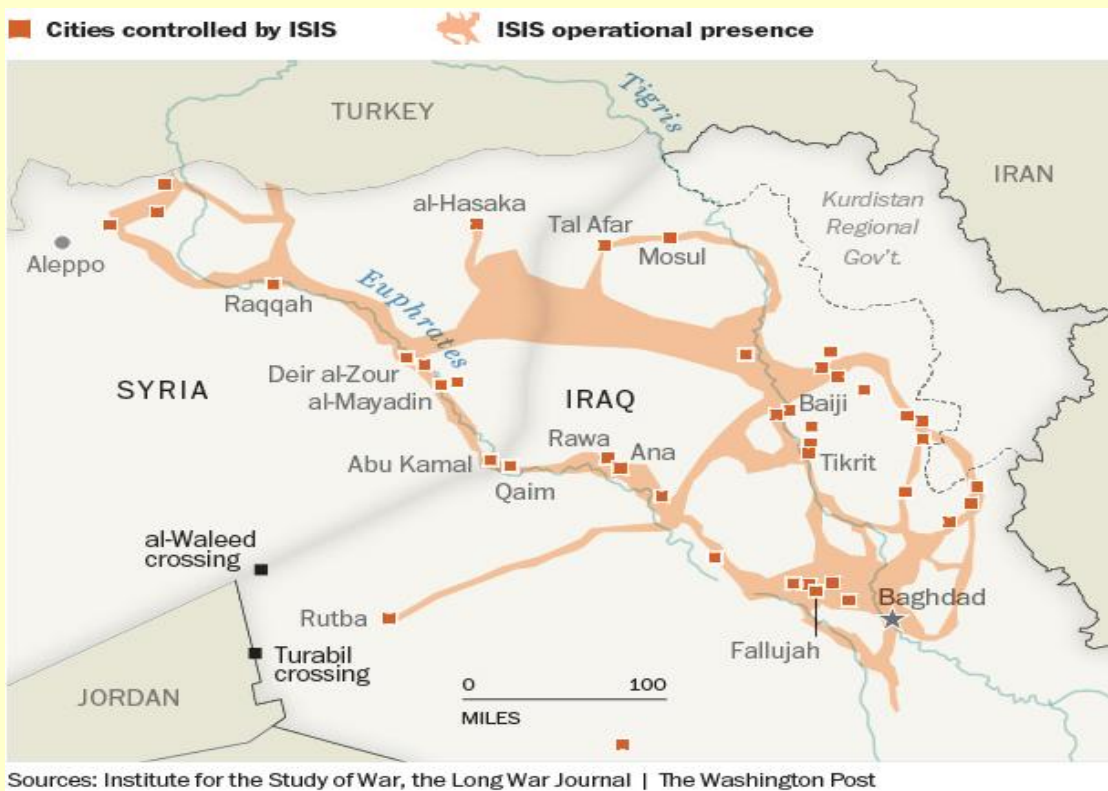 Cities controlled by ISIS
ISIS operational presence
TURKEY
Tigris
IRAN
Kurdistan
Regional
Gov't.
al-Hasaka
Tal Afar
Mosul
Aleppo
Raqqah
Euphrates
SYRIA
Deir al-Zour
al-Mayadin
IRAQ
Baiji
Rawa
Ana
Tikrit
Abu Kamal
Qaim
al-Waleed
crossing
Rutba
Baghdad
Fallujah
Turabil
crossing
JORDAN
0 100
MILES
Sources: Institute for the Study of War, the Long War Journal | The Washington Post